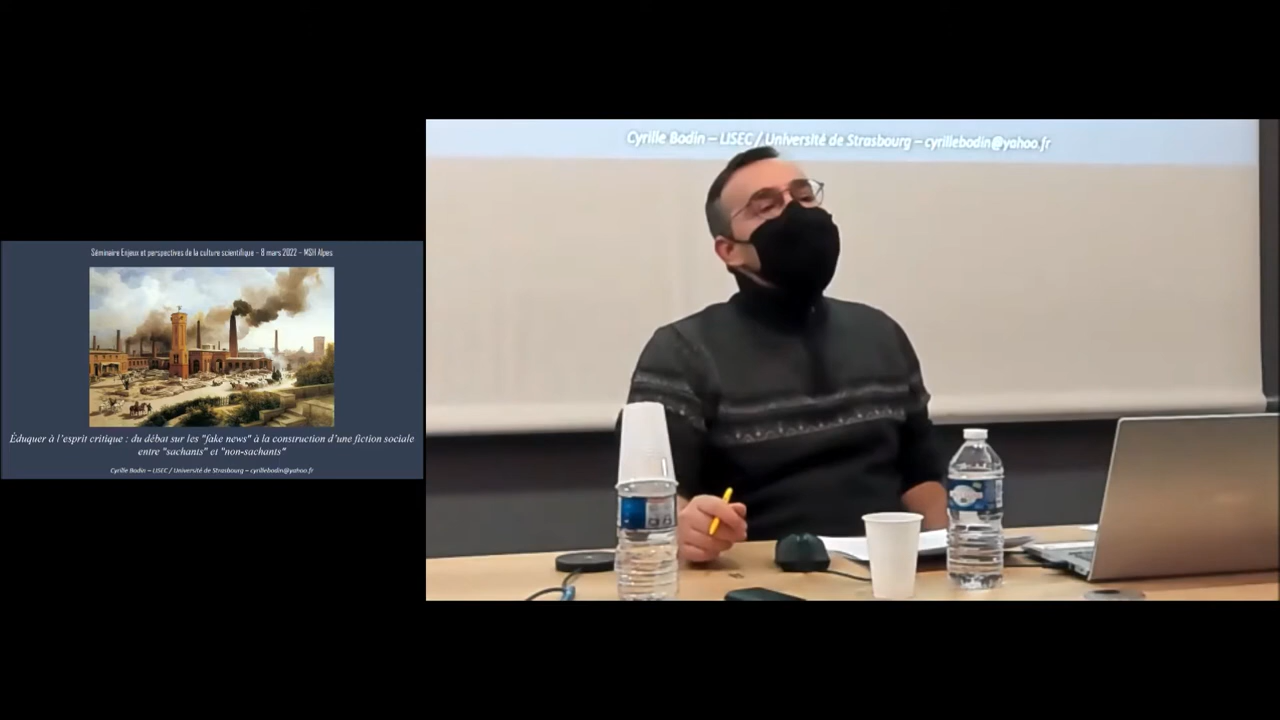 Séminaire Enjeux et perspectives de la culture scientifique – 8 mars 2022 – MSH Alpes
Éduquer à l'esprit critique : du débat sur les "fake news" à la construction d'une fiction sociale
entre "sachants" et "non-sachants"
Cyrille Bodin – LISEC / Université de Strasbourg – cyrillebodin@yahoo.fr
Cyrille Bodin – LISEC / Université de Strasbourg – cyrillebodin@yahoo.fr